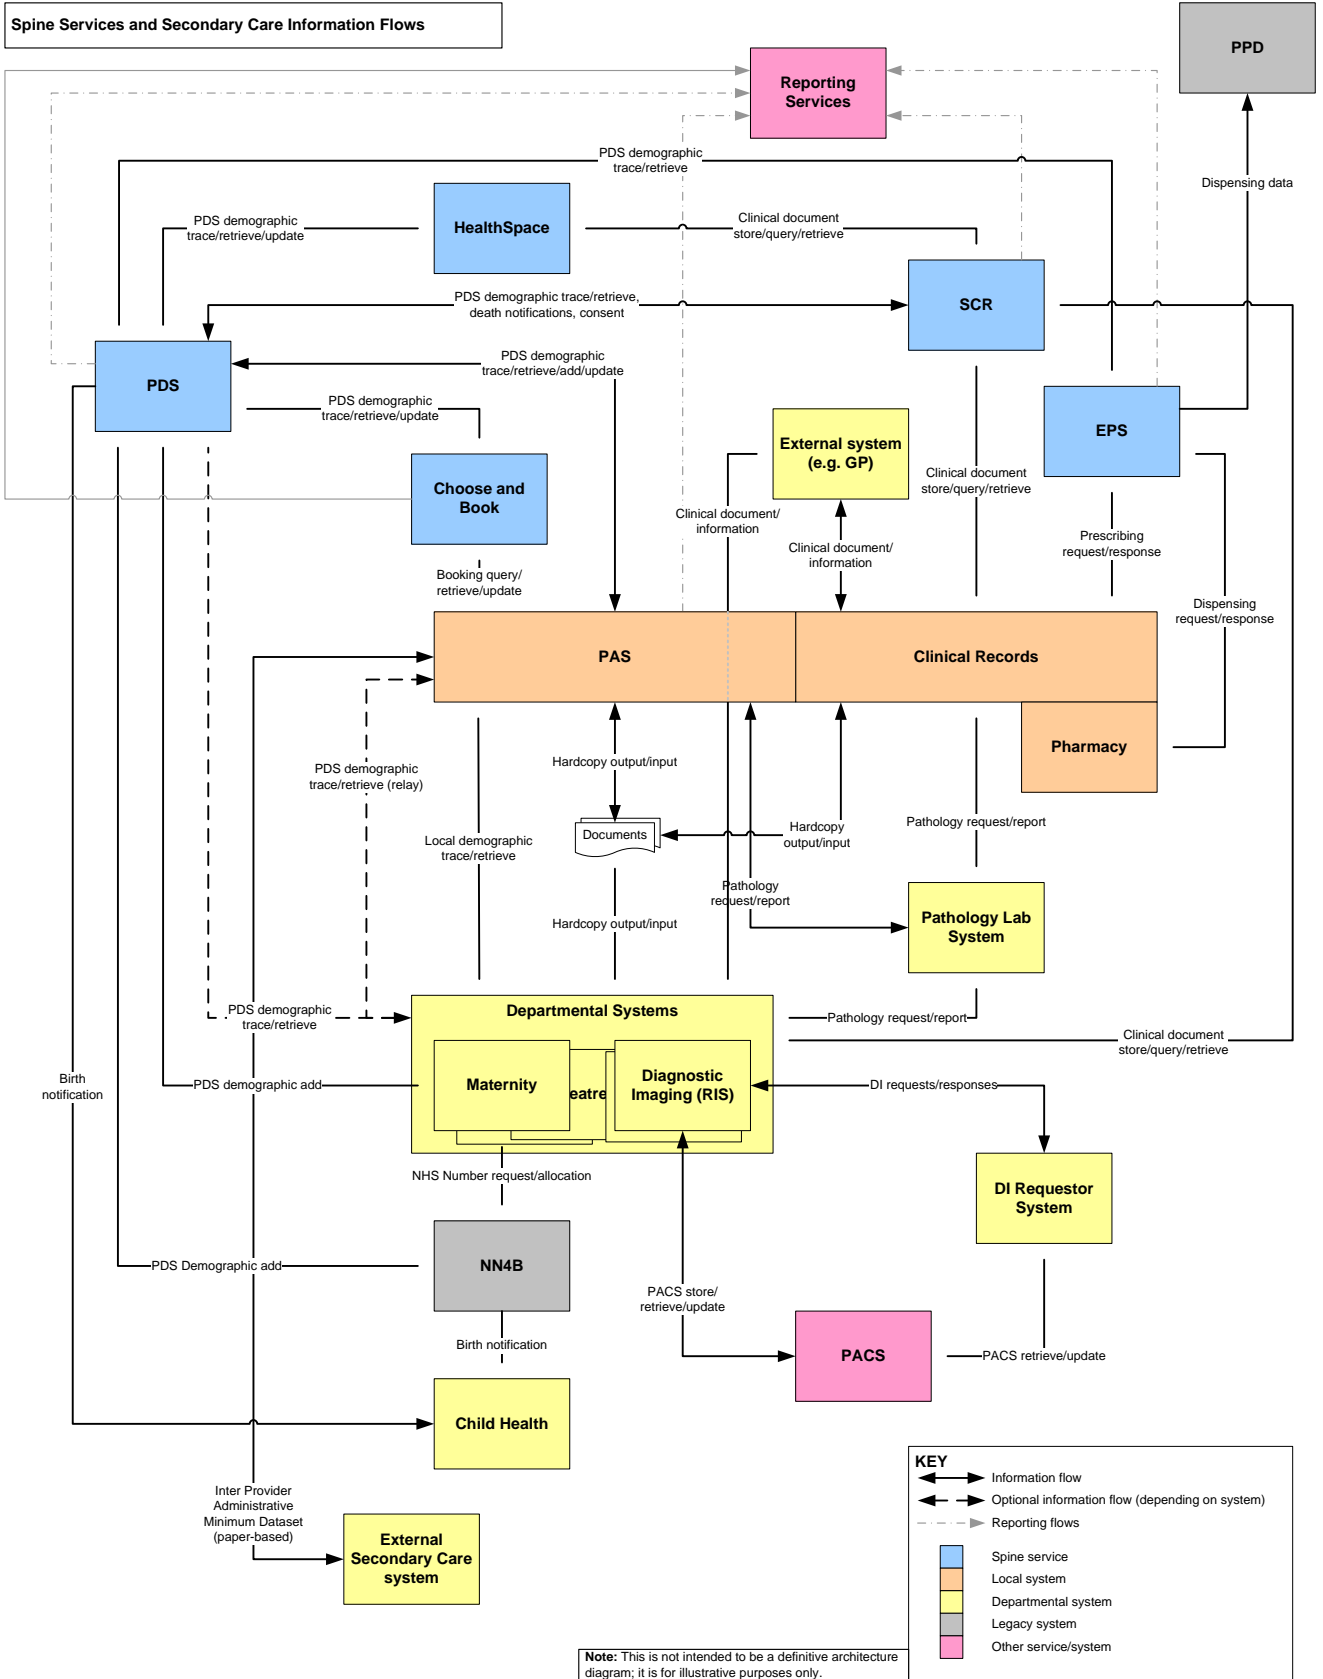 Spine Services and Secondary Care Information Flows
PPD
Reporting
Services
PDS demographic
trace/retrieve
Dispensing data
PDS demographic
trace/retrieve/update
HealthSpace
Clinical document
store/query/retrieve
SCR
PDS demographic trace/retrieve,
death notifications, consent
PDS
PDS demographic
trace/retrieve/add/update
PDS demographic
trace/retrieve/update
EPS
External system
(e.g. GP)
Choose and
Book
Clinical document
store/query/retrieve
Clinical document/
information
Clinical document/
information
Prescribing
request/response
Booking query/
retrieve/update
Dispensing
request/response
PAS
Clinical Records
Pharmacy
PDS demographic
trace/retrieve (relay)
Hardcopy output/input
Documents
Hardcopy
output/input
Pathology request/report
Local demographic
trace/retrieve
Pathology
request/report
Hardcopy output/input
Pathology Lab
System
PDS demographic
trace/retrieve
Departmental Systems
Pathology request/report
Clinical document
store/query/retrieve
Birth
notification
PDS demographic add
Maternity
eatre
Diagnostic
Imaging (RIS)
DI requests/responses
NHS Number request/allocation
DI Requestor
System
PDS Demographic add
NN4B
PACS store/
retrieve/update
Birth notification
PACS
PACS retrieve/update
Child Health
Inter Provider
Administrative
Minimum Dataset
(paper-based)
External
Secondary Care
system
KEY
Information flow
Optional information flow (depending on system)
Reporting flows
Spine service
Local system
Departmental system
Legacy system
Other service/system
Note: This is not intended to be a definitive architecture
diagram; it is for illustrative purposes only.